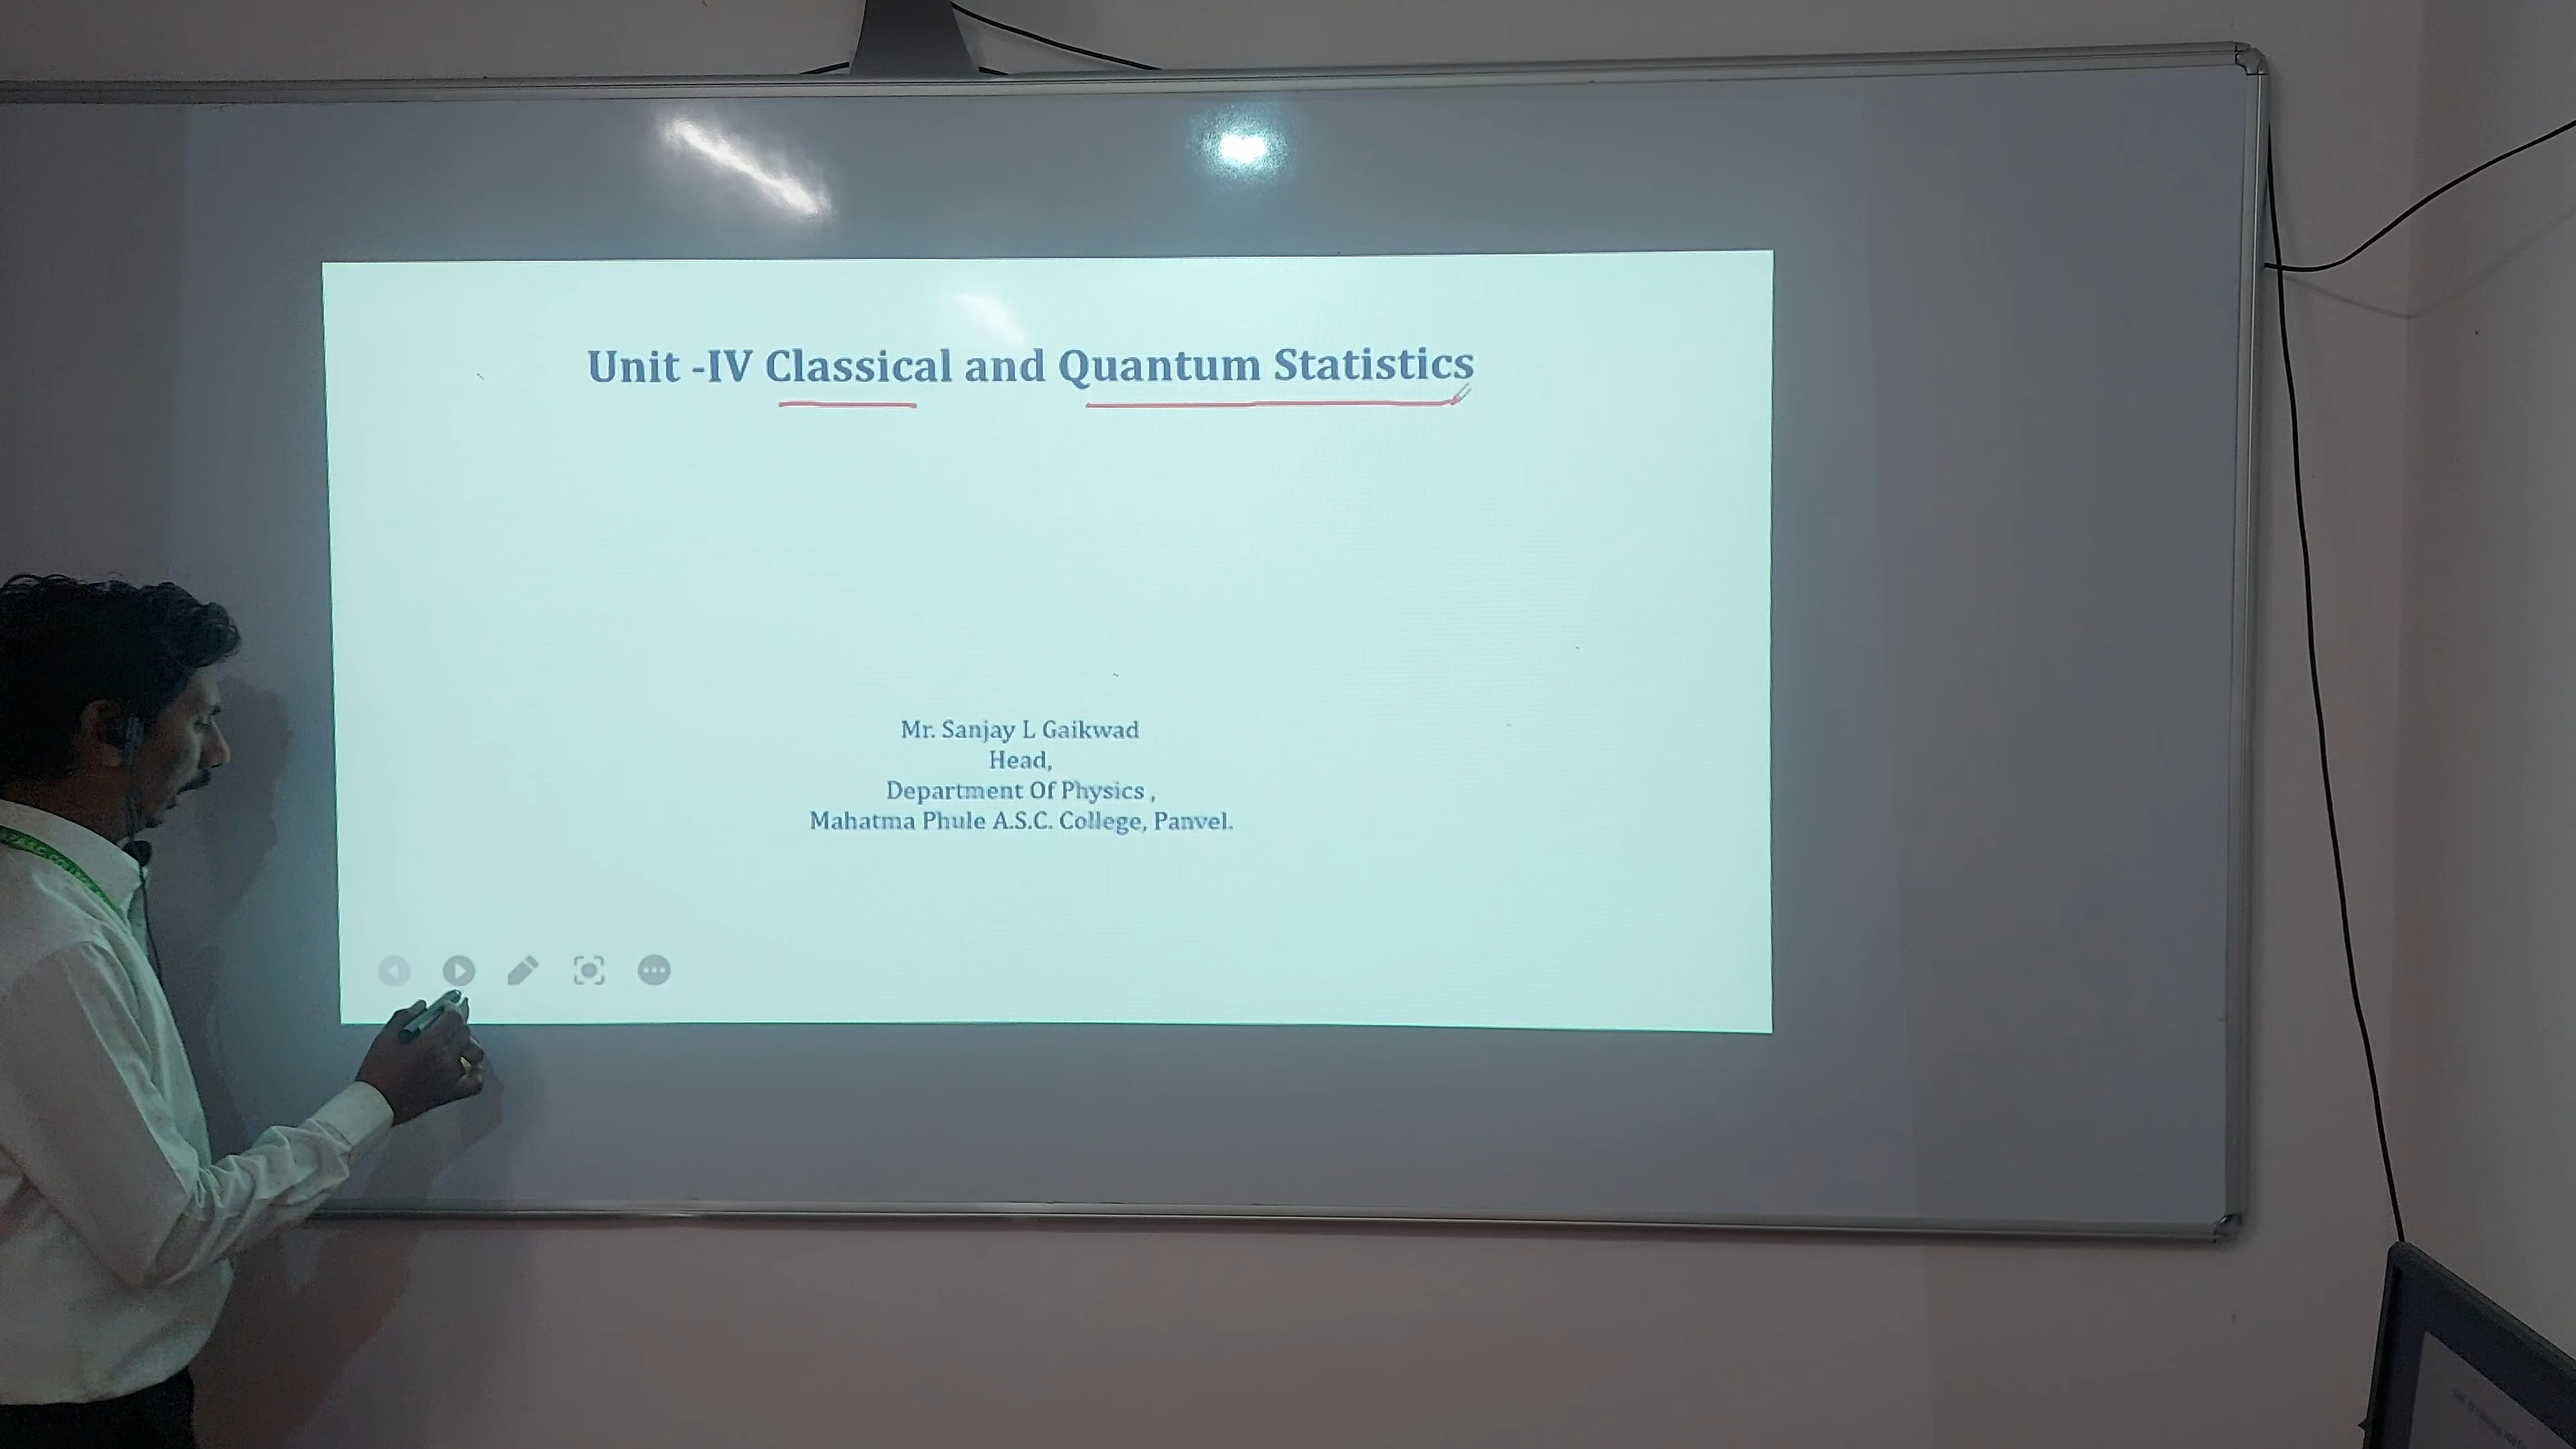 Unit -IV Classical and Quantum Statistics
Mr. Sanjay L Gaikwad
Head,
Department Of Physics ,
Mahatma Phule A.S.C. College, Panvel.